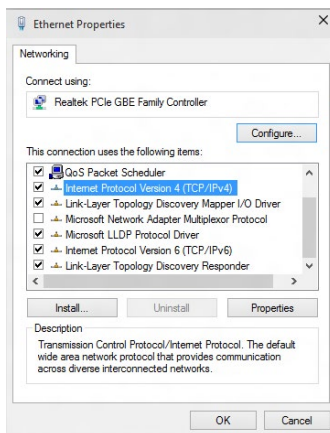 Ethernet Properties
Networking
Connect using:
Realtek PCIe GBE Family Controller
Configure...
This connection uses the following items:
QoS Packet Scheduler
Internet Protocol Version 4 (TCP/IPv4)
Link-Layer Topology Discovery Mapper I/O Driver
Microsoft Network Adapter Multiplexor Protocol
Microsoft LLDP Protocol Driver
Internet Protocol Version 6 (TCP/IPv6)
Link-Layer Topology Discovery Responder
Install...
Uninstall
Properties
Description
Transmission Control Protocol/Internet Protocol. The default
wide area network protocol that provides communication
across diverse interconnected networks.
OK
Cancel